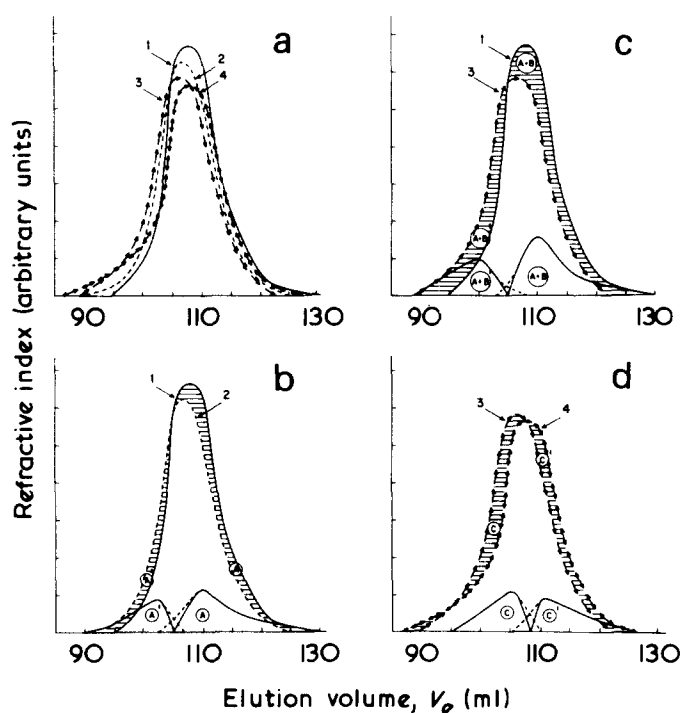 Refractive index (arbitrary units)
a
1
2
3
4
90
110
130
c
1
3
A+B
A+B
A+B
A+B
90
110
130
b
1
2
A
A'
A
90
110
130
d
3
4
C'
C
C
C'
90
110
130
Elution volume, Ve (ml)